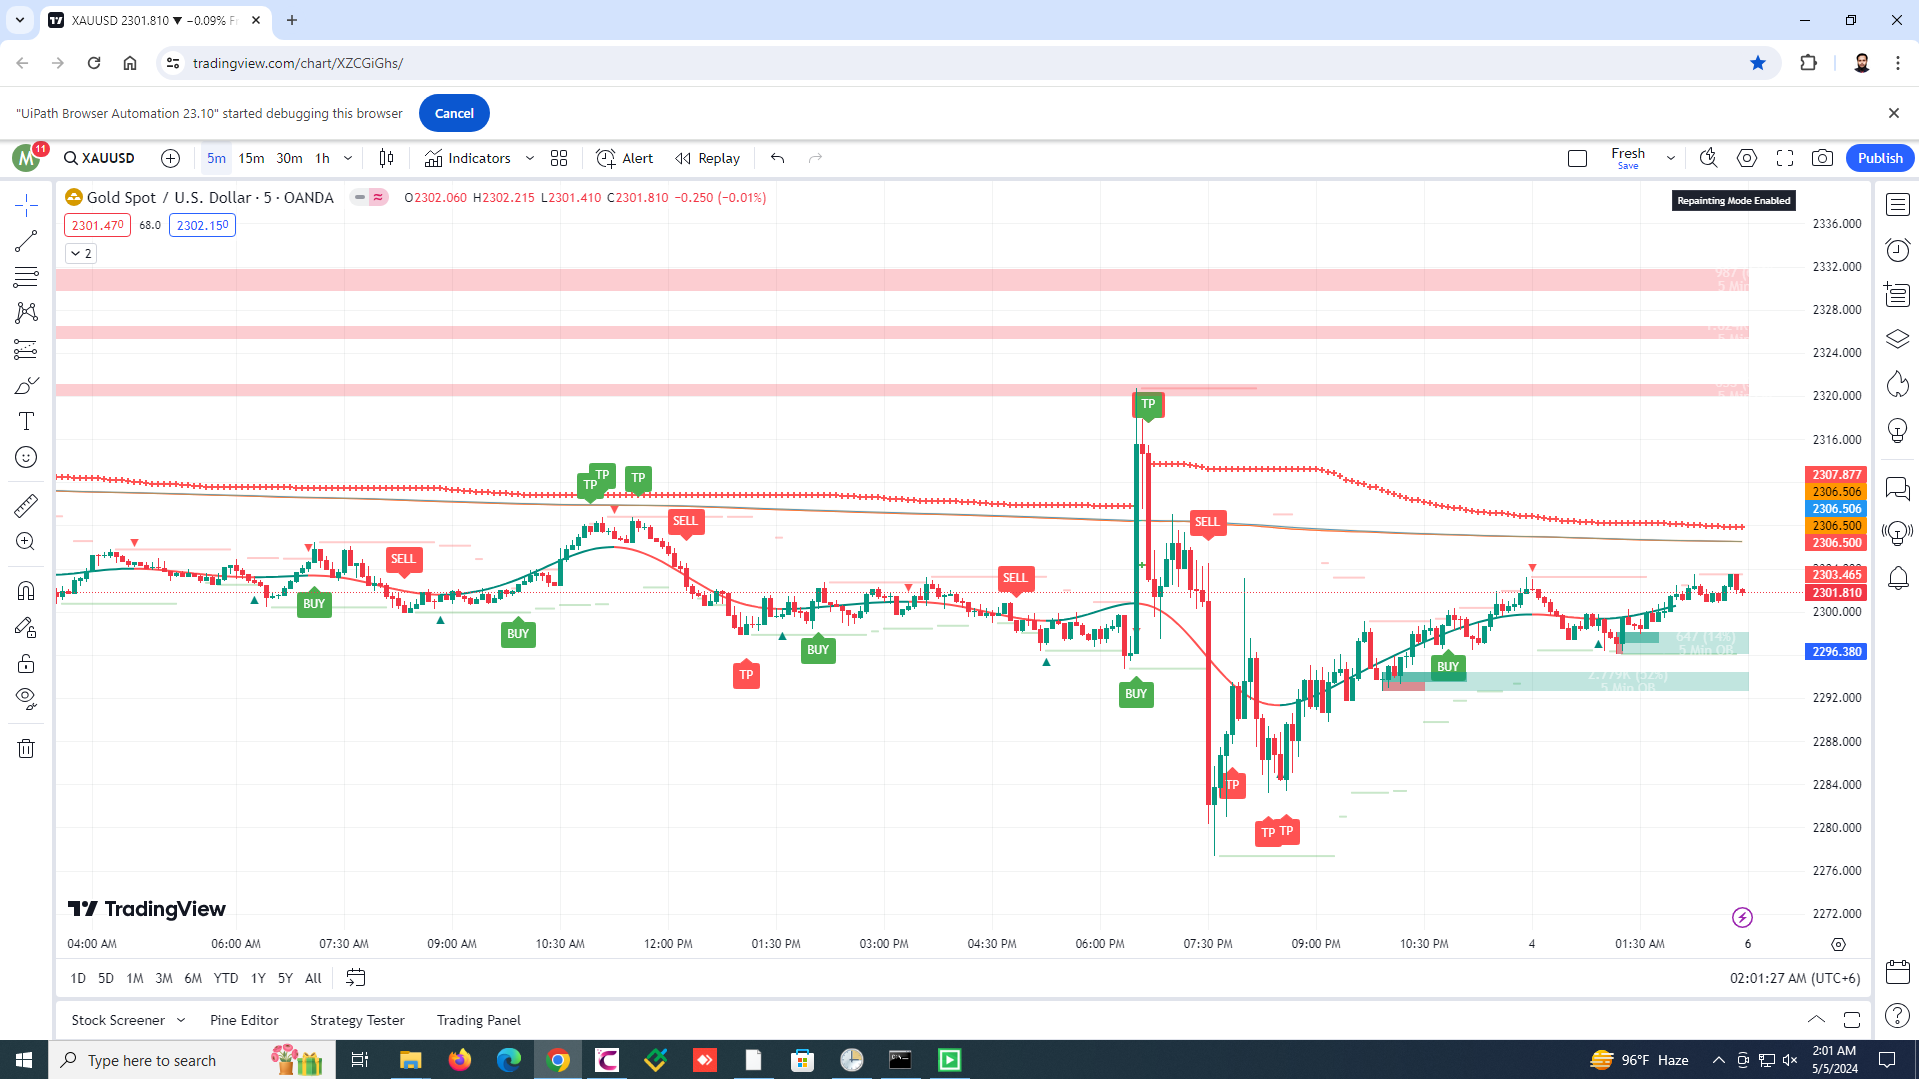 XAUUSD 2301.810 ▼ −0.09%
tradingview.com/chart/XZCGiGhs/
"UiPath Browser Automation 23.10" started debugging this browser
Cancel
M
11
XAUUSD
5m
15m
30m
1h
Indicators
Alert
Replay
Fresh
Save
Publish
Gold Spot / U.S. Dollar · 5 · OANDA
O2302.060 H2302.215 L2301.410 C2301.810 −0.250 (−0.01%)
Repainting Mode Enabled
2301.470
68.0
2302.150
2
2336.000
2332.000
2328.000
2324.000
2320.000
2316.000
2307.877
2306.506
2306.506
2306.500
2306.500
2303.465
2301.810
2300.000
2296.380
2292.000
2288.000
2284.000
2280.000
2276.000
2272.000
5 Min
TP
TP
TP
TP
SELL
SELL
SELL
SELL
BUY
BUY
BUY
BUY
BUY
TP
TP
TP
TP
647 (14%)
5 Min OB
2.779K (52%)
5 Min OB
TradingView
04:00 AM
06:00 AM
07:30 AM
09:00 AM
10:30 AM
12:00 PM
01:30 PM
03:00 PM
04:30 PM
06:00 PM
07:30 PM
09:00 PM
10:30 PM
4
01:30 AM
6
1D
5D
1M
3M
6M
YTD
1Y
5Y
All
02:01:27 AM (UTC+6)
Stock Screener
Pine Editor
Strategy Tester
Trading Panel
Type here to search
96°F Haze
2:01 AM
5/5/2024